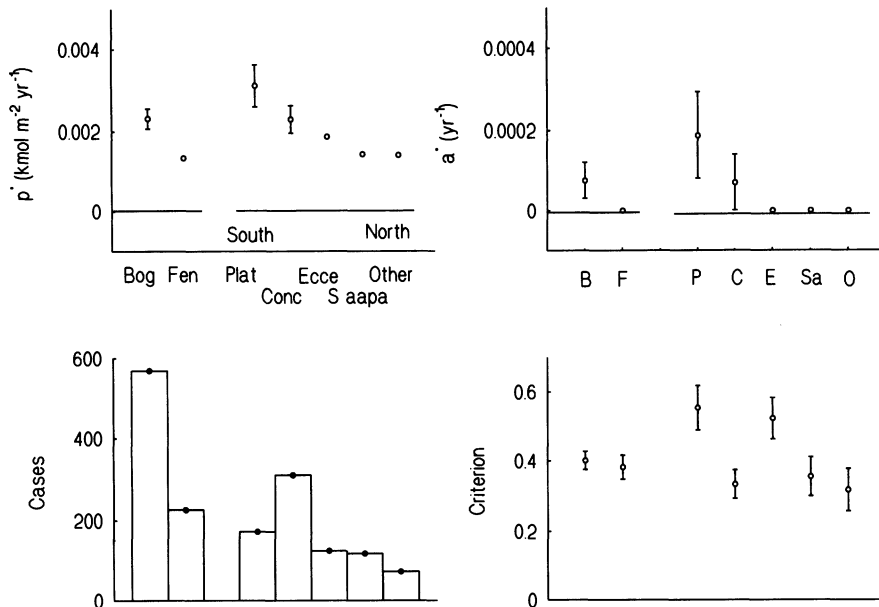 p* (kmol m⁻² yr⁻¹)
0.004
0.002
0
South North
Bog Fen Plat Ecce Other
Conc S aapa
a* (yr⁻¹)
0.0004
0.0002
0
B F P C E Sa O
Cases
600
400
200
0
Criterion
0.6
0.4
0.2
0